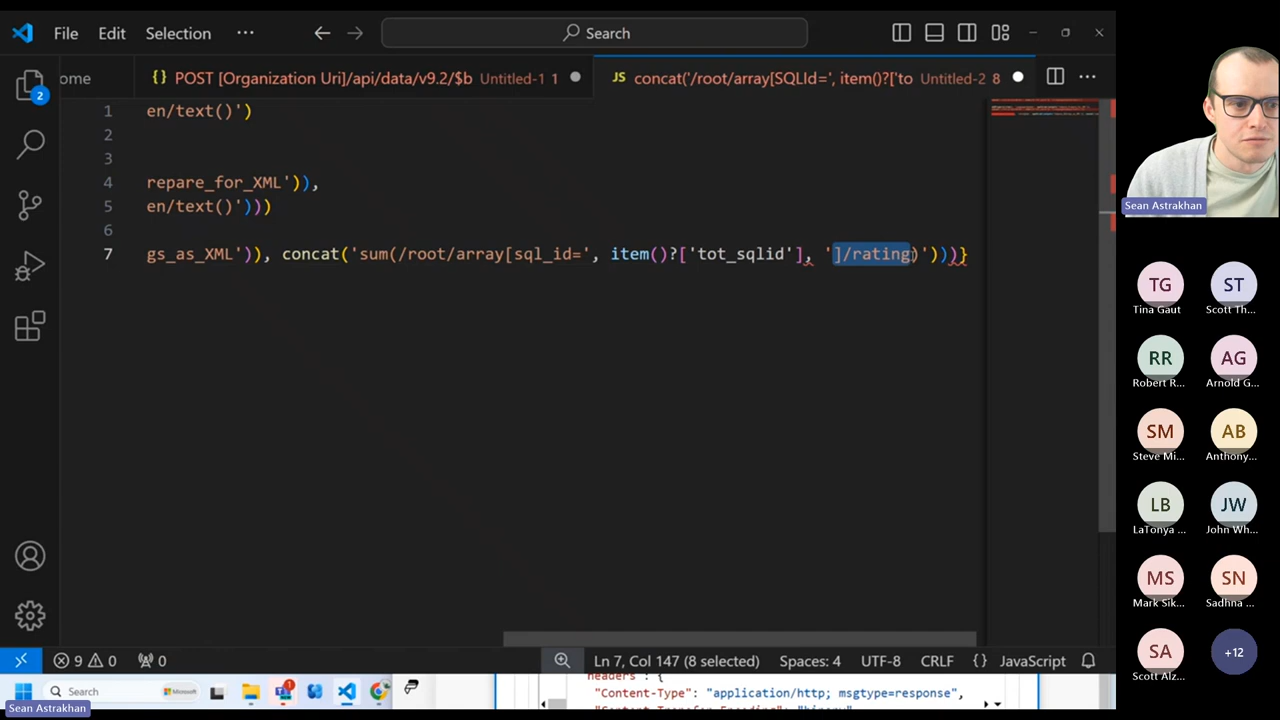 File Edit Selection ··· Search
ome
{} POST [Organization Uri]/api/data/v9.2/$b Untitled-1 1
JS concat('/root/array[SQLId=', item()?['to Untitled-2 8
2
1 en/text()')
2
3
4 repare_for_XML')),
5 en/text()')))
6
7 gs_as_XML')), concat('sum(/root/array[sql_id=', item()?['tot_sqlid'], ']/rating)')))}
9 0 0 Ln 7, Col 147 (8 selected) Spaces: 4 UTF-8 CRLF {} JavaScript
Search Microsoft 1
headers : {
"Content-Type": "application/http; msgtype=response",
Sean Astrakhan
Sean Astrakhan
TG ST
Tina Gaut Scott Th...
RR AG
Robert R... Arnold G...
SM AB
Steve Mi... Anthony...
LB JW
LaTonya ... John Wh...
MS SN
Mark Sik... Sadhna ...
SA +12
Scott Alz...